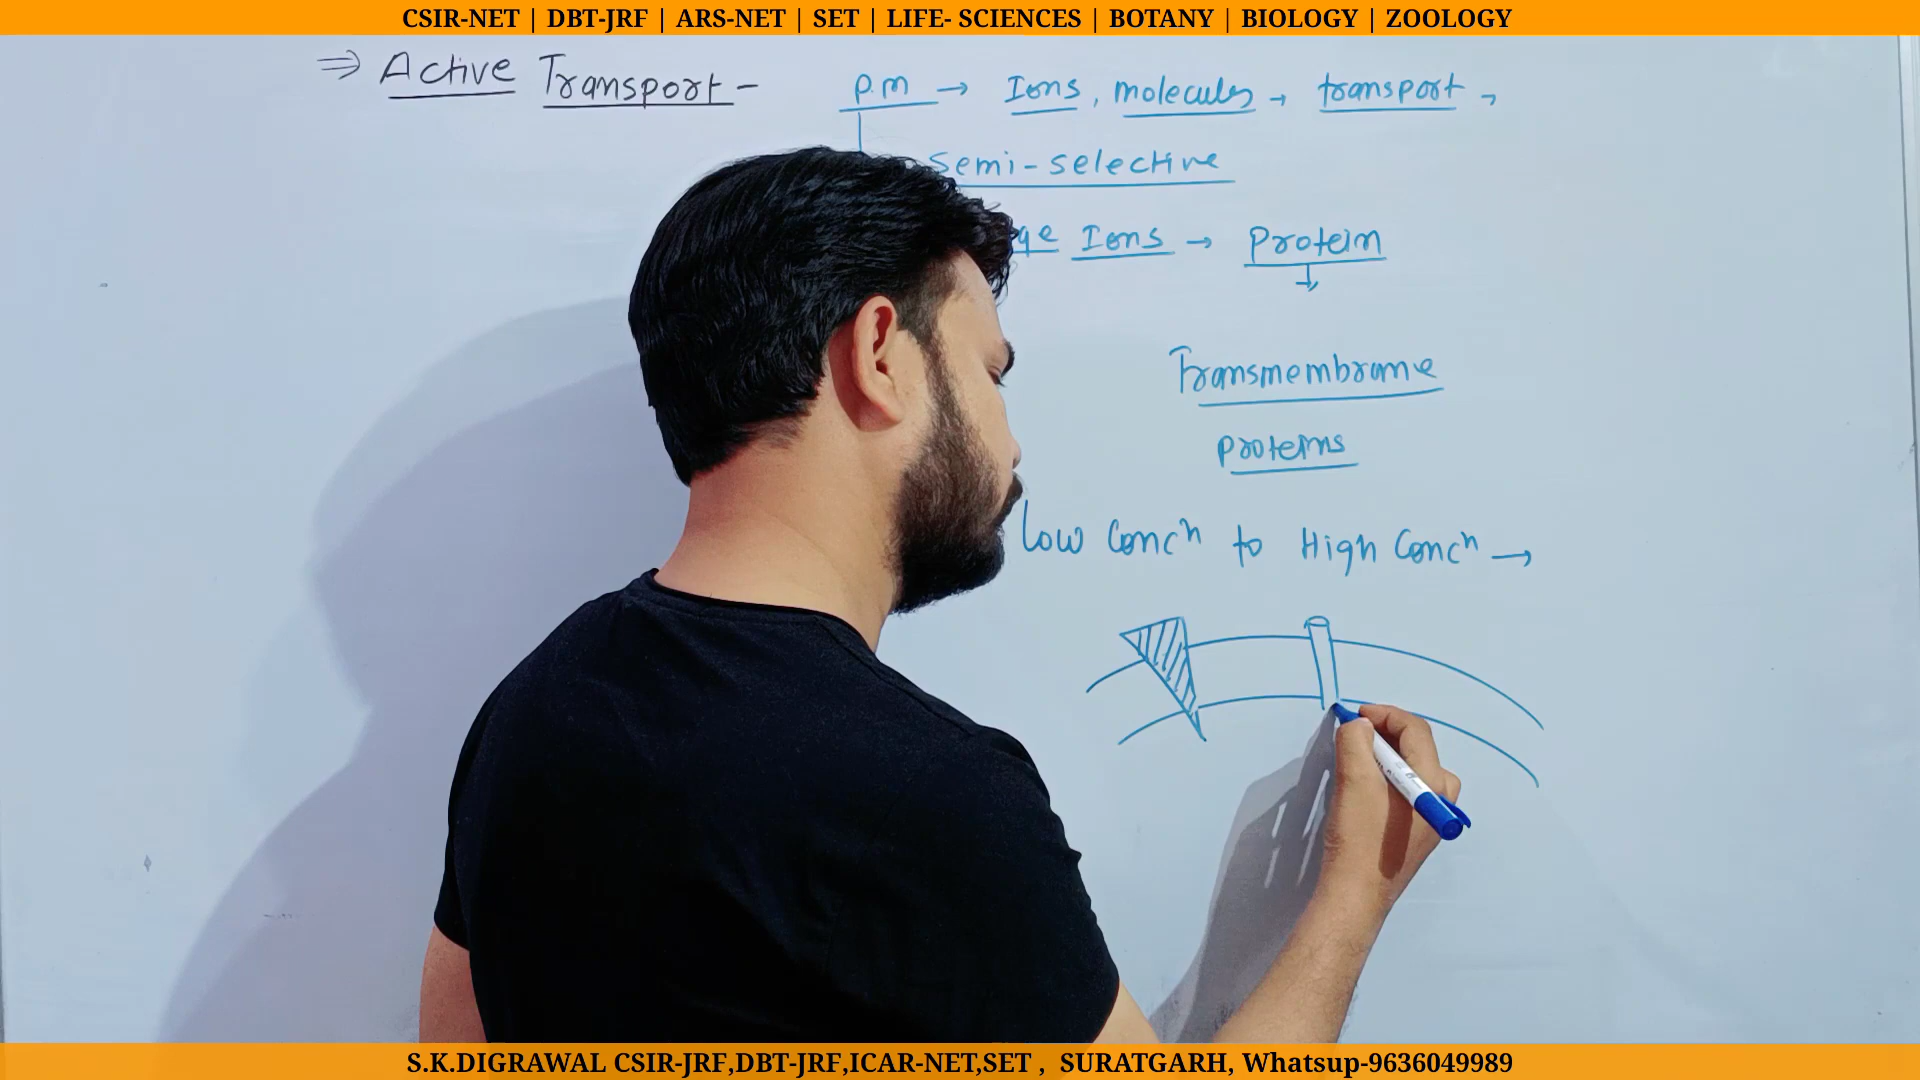 CSIR-NET | DBT-JRF | ARS-NET | SET | LIFE- SCIENCES | BOTANY | BIOLOGY | ZOOLOGY
⇒ Active Transport -
P.m → Ions, molecules → transport →
Semi-selective
Ions → Protein
Transmembrane
proteins
Low Concⁿ to High Concⁿ →
S.K.DIGRAWAL CSIR-JRF,DBT-JRF,ICAR-NET,SET , SURATGARH, Whatsup-9636049989